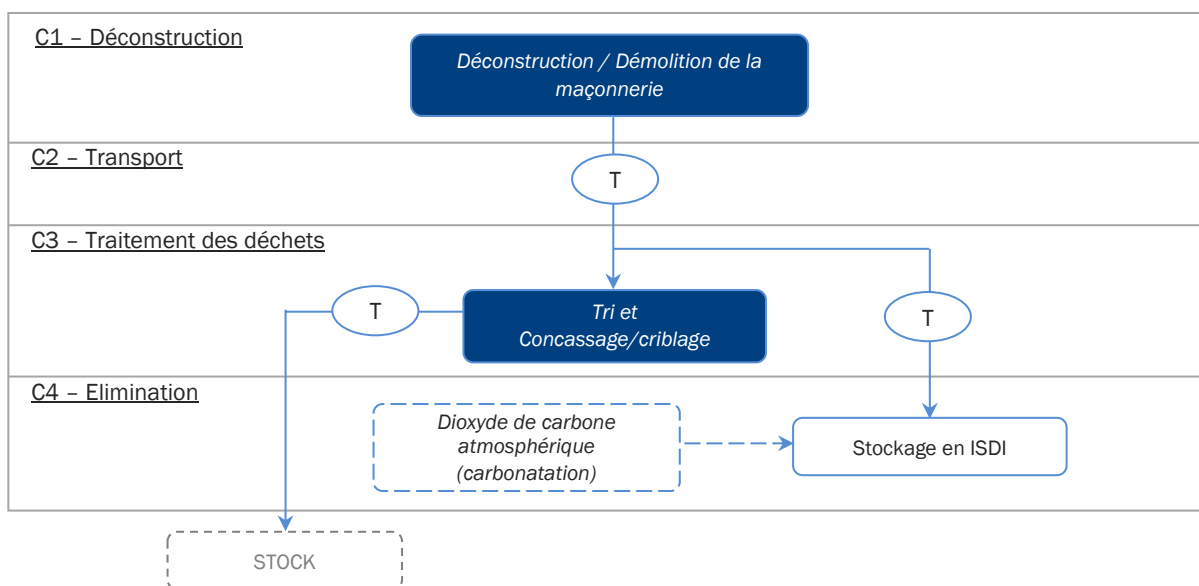 C1 – Déconstruction
Déconstruction / Démolition de la
maçonnerie
C2 – Transport
T
C3 – Traitement des déchets
T
Tri et
Concassage/criblage
T
C4 – Elimination
Dioxyde de carbone
atmosphérique
(carbonatation)
Stockage en ISDI
STOCK